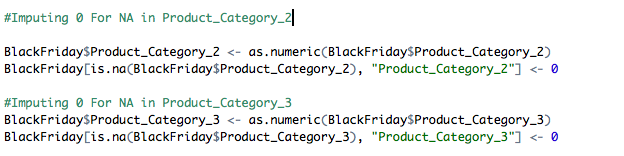 #Imputing 0 For NA in Product_Category_2
BlackFriday$Product_Category_2 <- as.numeric(BlackFriday$Product_Category_2)
BlackFriday[is.na(BlackFriday$Product_Category_2), "Product_Category_2"] <- 0
#Imputing 0 For NA in Product_Category_3
BlackFriday$Product_Category_3 <- as.numeric(BlackFriday$Product_Category_3)
BlackFriday[is.na(BlackFriday$Product_Category_3), "Product_Category_3"] <- 0